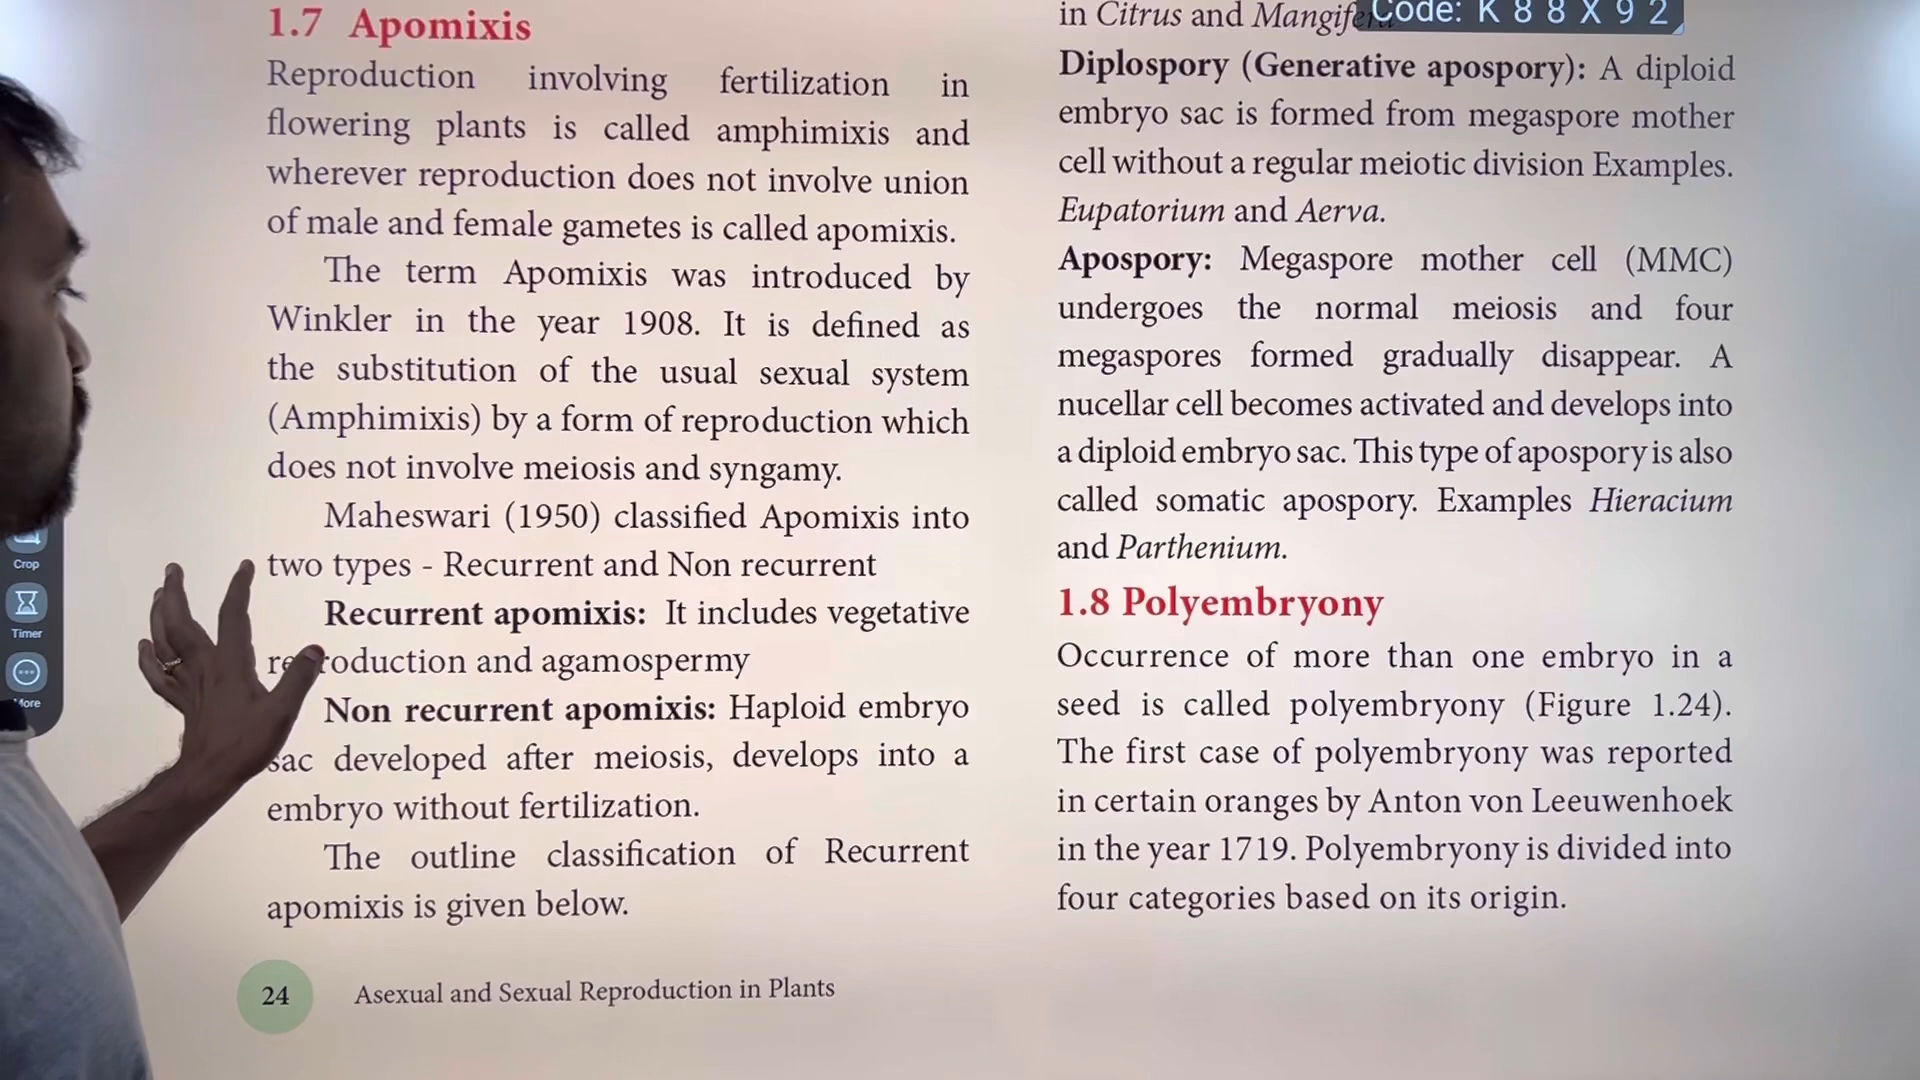 1.7 Apomixis
Reproduction involving fertilization in
flowering plants is called amphimixis and
wherever reproduction does not involve union
of male and female gametes is called apomixis.
The term Apomixis was introduced by
Winkler in the year 1908. It is defined as
the substitution of the usual sexual system
(Amphimixis) by a form of reproduction which
does not involve meiosis and syngamy.
Maheswari (1950) classified Apomixis into
two types - Recurrent and Non recurrent
Recurrent apomixis: It includes vegetative
reproduction and agamospermy
Non recurrent apomixis: Haploid embryo
sac developed after meiosis, develops into a
embryo without fertilization.
The outline classification of Recurrent
apomixis is given below.
24 Asexual and Sexual Reproduction in Plants
in Citrus and Mangifera
Code: K 8 8 X 9 2
Diplospory (Generative apospory): A diploid
embryo sac is formed from megaspore mother
cell without a regular meiotic division Examples.
Eupatorium and Aerva.
Apospory: Megaspore mother cell (MMC)
undergoes the normal meiosis and four
megaspores formed gradually disappear. A
nucellar cell becomes activated and develops into
a diploid embryo sac. This type of apospory is also
called somatic apospory. Examples Hieracium
and Parthenium.
1.8 Polyembryony
Occurrence of more than one embryo in a
seed is called polyembryony (Figure 1.24).
The first case of polyembryony was reported
in certain oranges by Anton von Leeuwenhoek
in the year 1719. Polyembryony is divided into
four categories based on its origin.
Crop
Timer
More